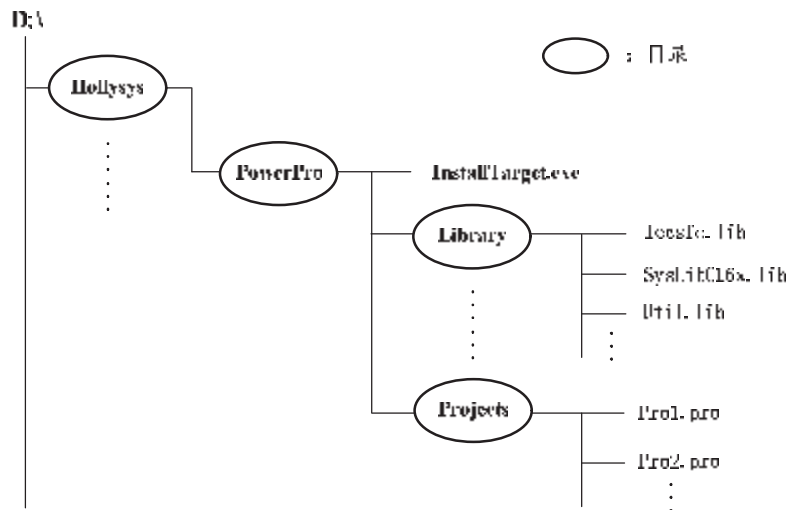 D:\
: 目录
Hollysys
PowerPro
InstallTarget.exe
Library
SysLibC16x.lib
Util.lib
Projects
Pro1.pro
Pro2.pro